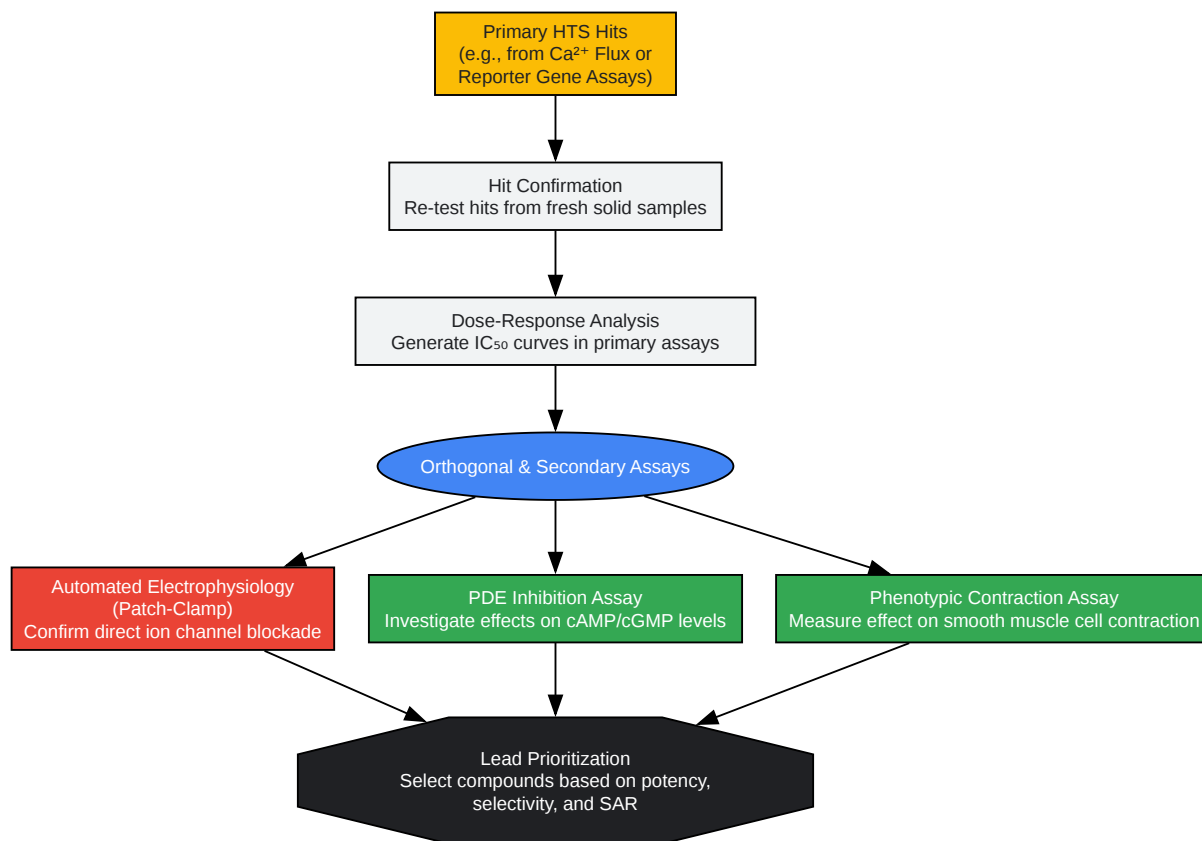 Primary HTS Hits
(e.g., from Ca²⁺ Flux or
Reporter Gene Assays)
Hit Confirmation
Re-test hits from fresh solid samples
Dose-Response Analysis
Generate IC₅₀ curves in primary assays
Orthogonal & Secondary Assays
Automated Electrophysiology
(Patch-Clamp)
Confirm direct ion channel blockade
PDE Inhibition Assay
Investigate effects on cAMP/cGMP levels
Phenotypic Contraction Assay
Measure effect on smooth muscle cell contraction
Lead Prioritization
Select compounds based on potency,
selectivity, and SAR